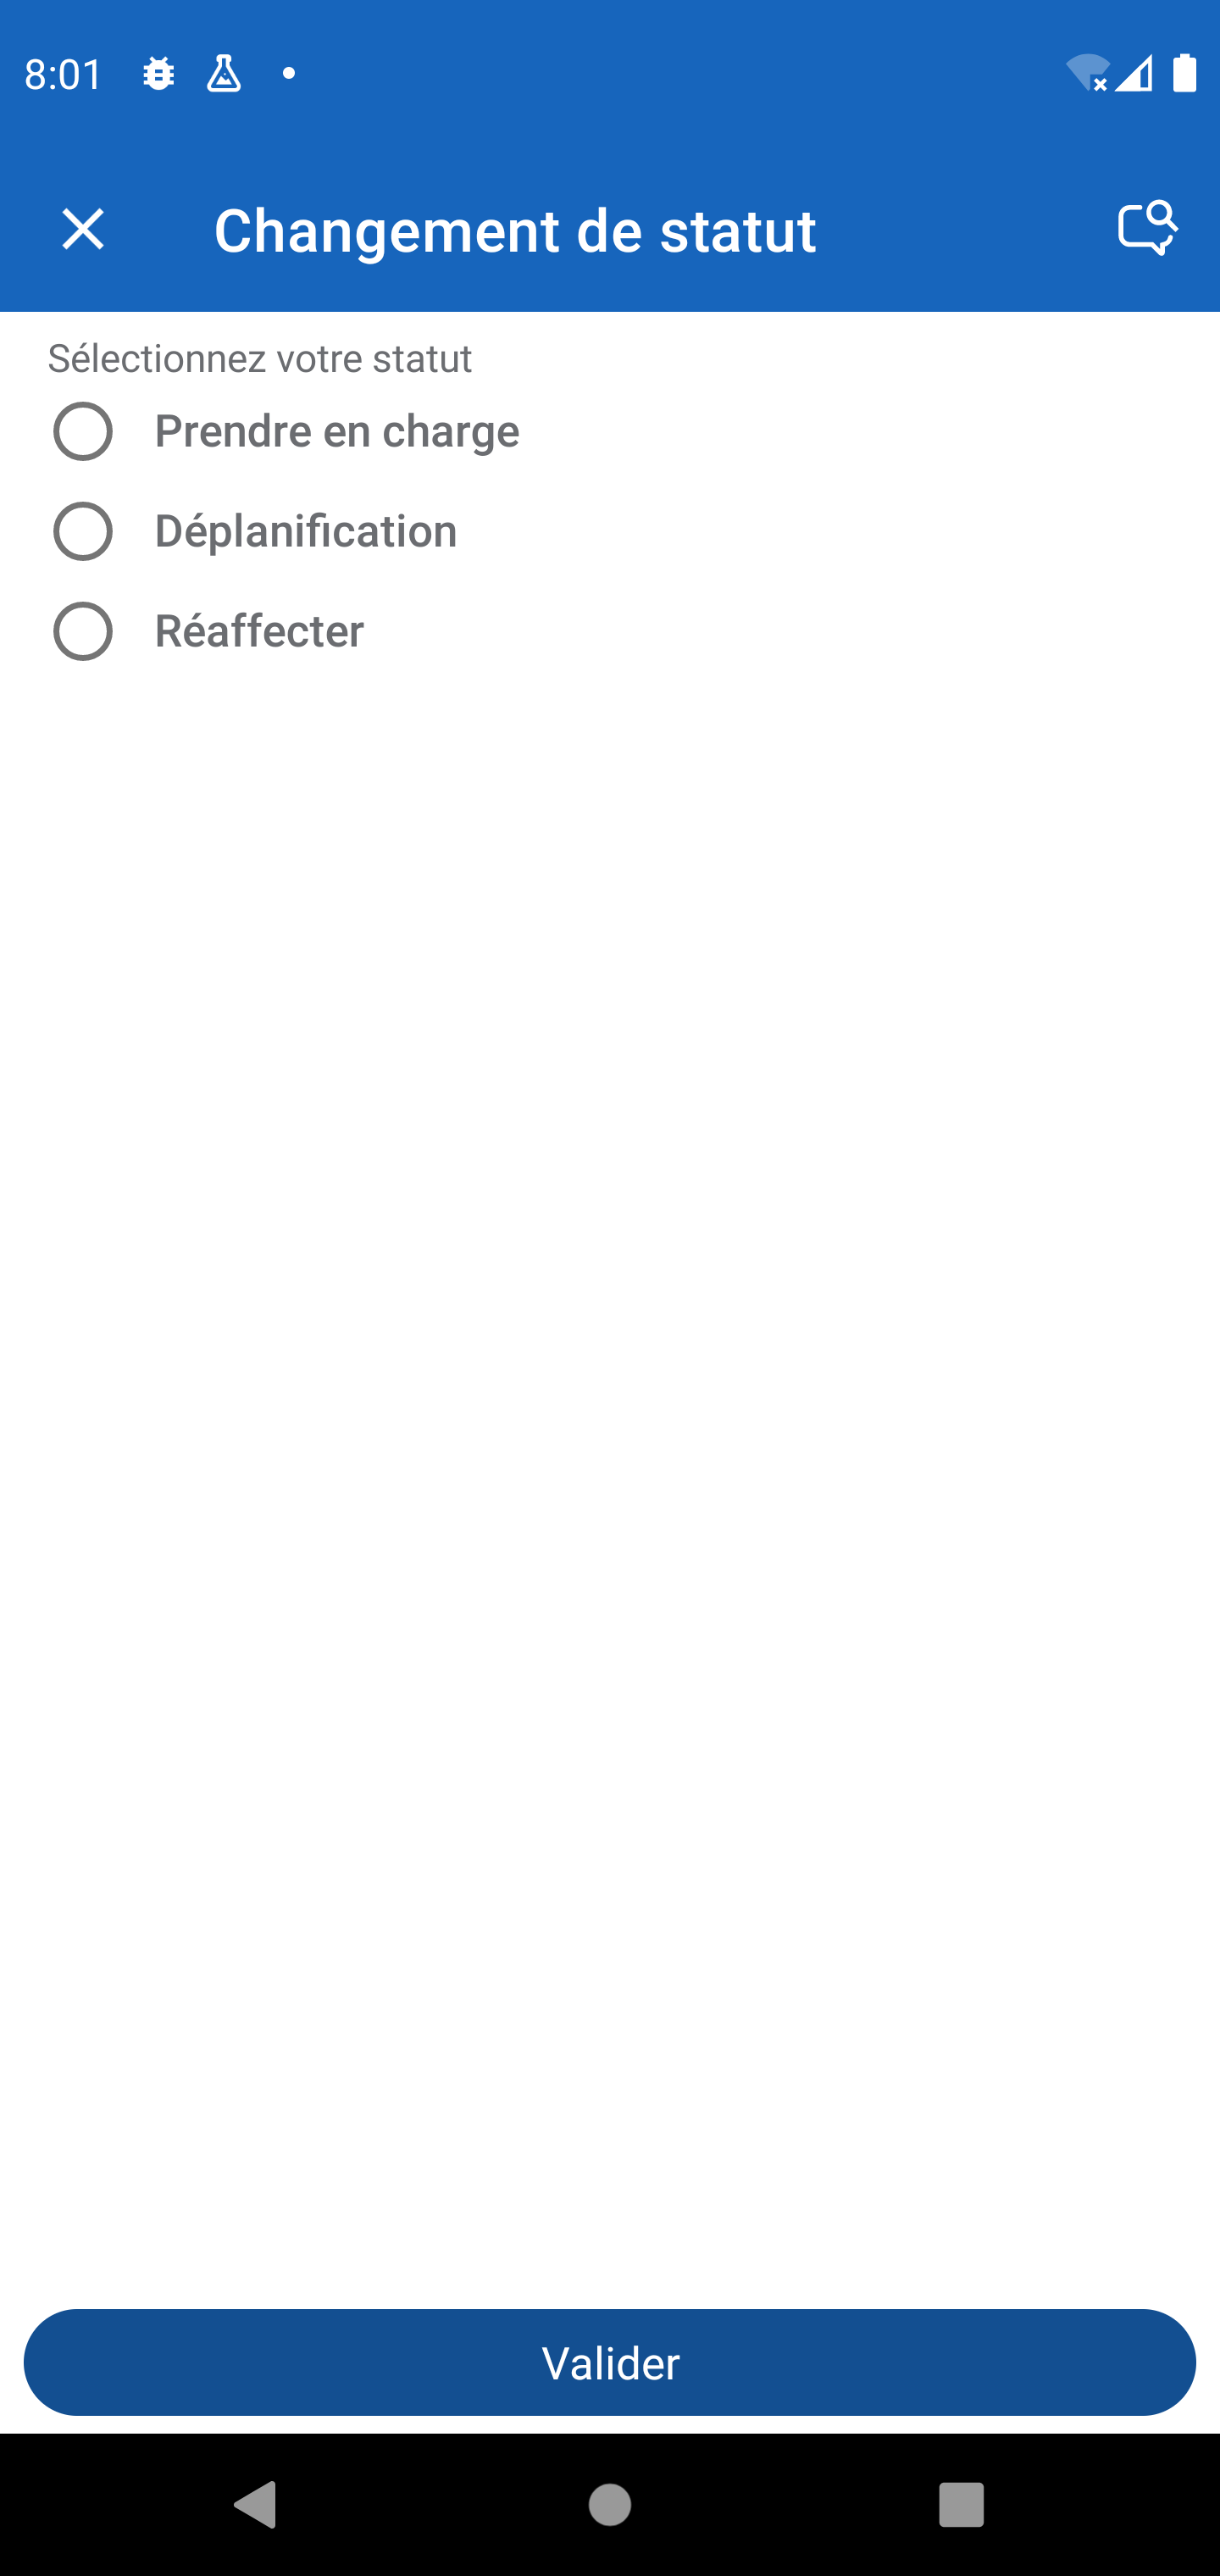 8:01
Changement de statut
Sélectionnez votre statut
Prendre en charge
Déplanification
Réaffecter
Valider